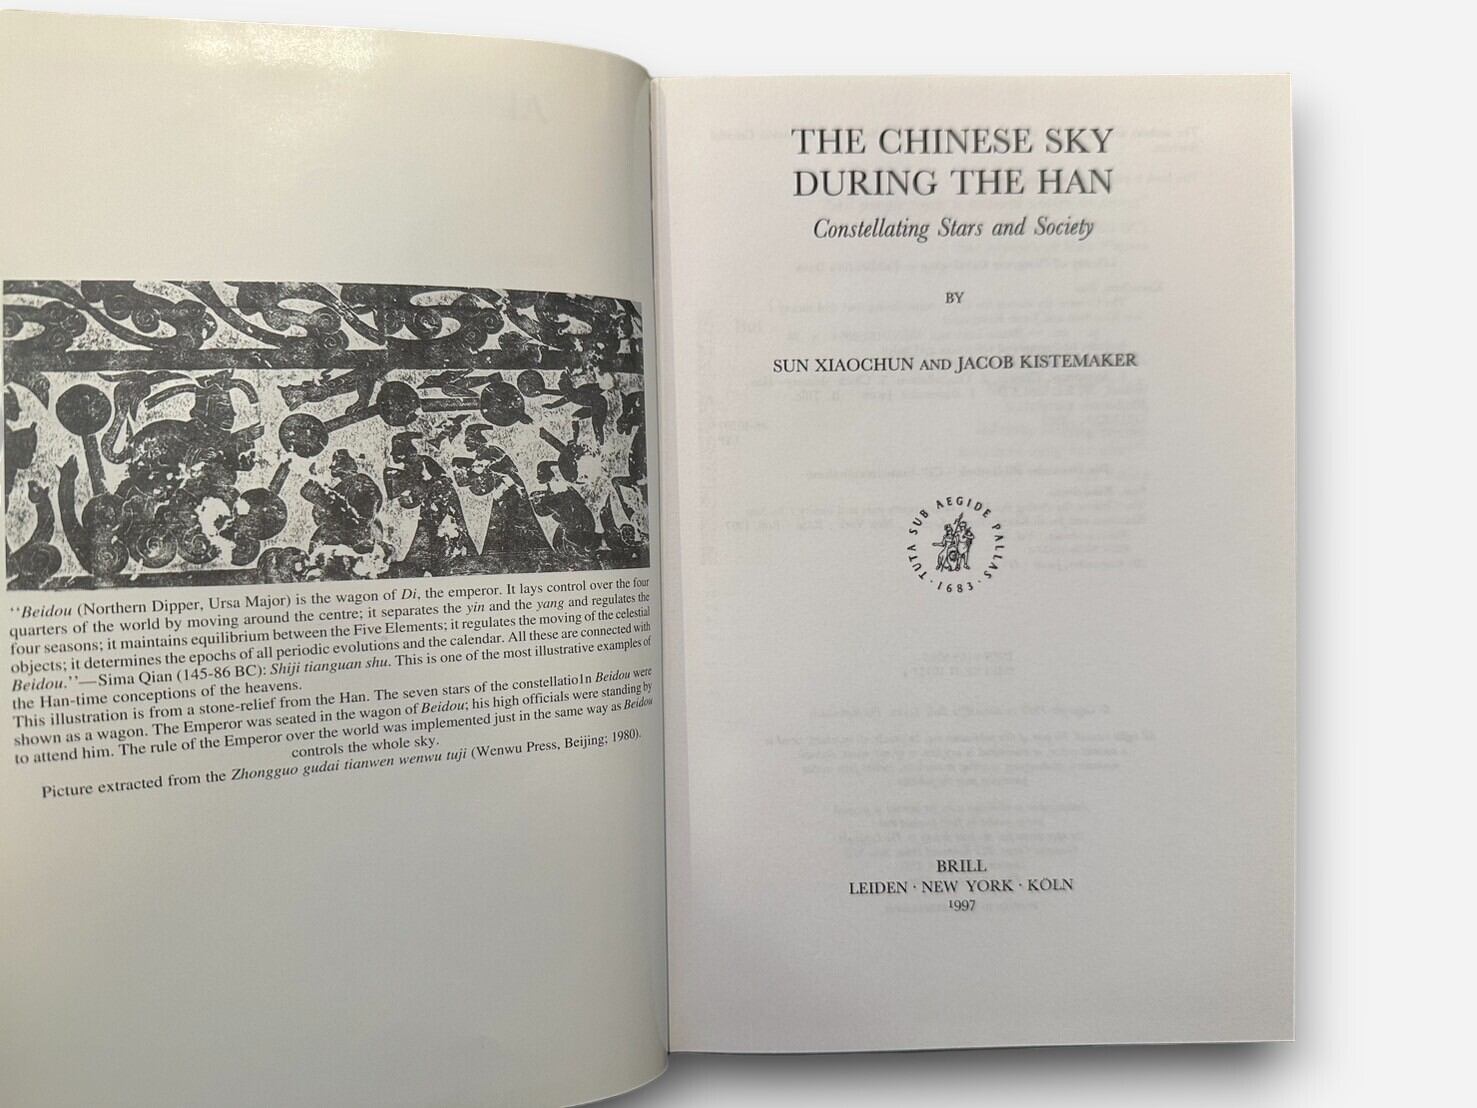 “Beidou (Northern Dipper, Ursa Major) is the wagon of Di, the emperor. It lays control over the four
quarters of the world by moving around the centre; it separates the yin and the yang and regulates the
four seasons; it maintains equilibrium between the Five Elements; it regulates the moving of the celestial
objects; it determines the epochs of all periodic evolutions and the calendar. All these are connected with
Beidou.”—Sima Qian (145-86 BC): Shiji tianguan shu. This is one of the most illustrative examples of
the Han-time conceptions of the heavens.
This illustration is from a stone-relief from the Han. The seven stars of the constellatio1n Beidou were
shown as a wagon. The Emperor was seated in the wagon of Beidou; his high officials were standing by
to attend him. The rule of the Emperor over the world was implemented just in the same way as Beidou
controls the whole sky.
Picture extracted from the Zhongguo gudai tianwen wenwu tuji (Wenwu Press, Beijing; 1980).
THE CHINESE SKY
DURING THE HAN
Constellating Stars and Society
BY
SUN XIAOCHUN AND JACOB KISTEMAKER
TUTA SUB AEGIDE PALLAS · 1683 ·
BRILL
LEIDEN · NEW YORK · KÖLN
1997